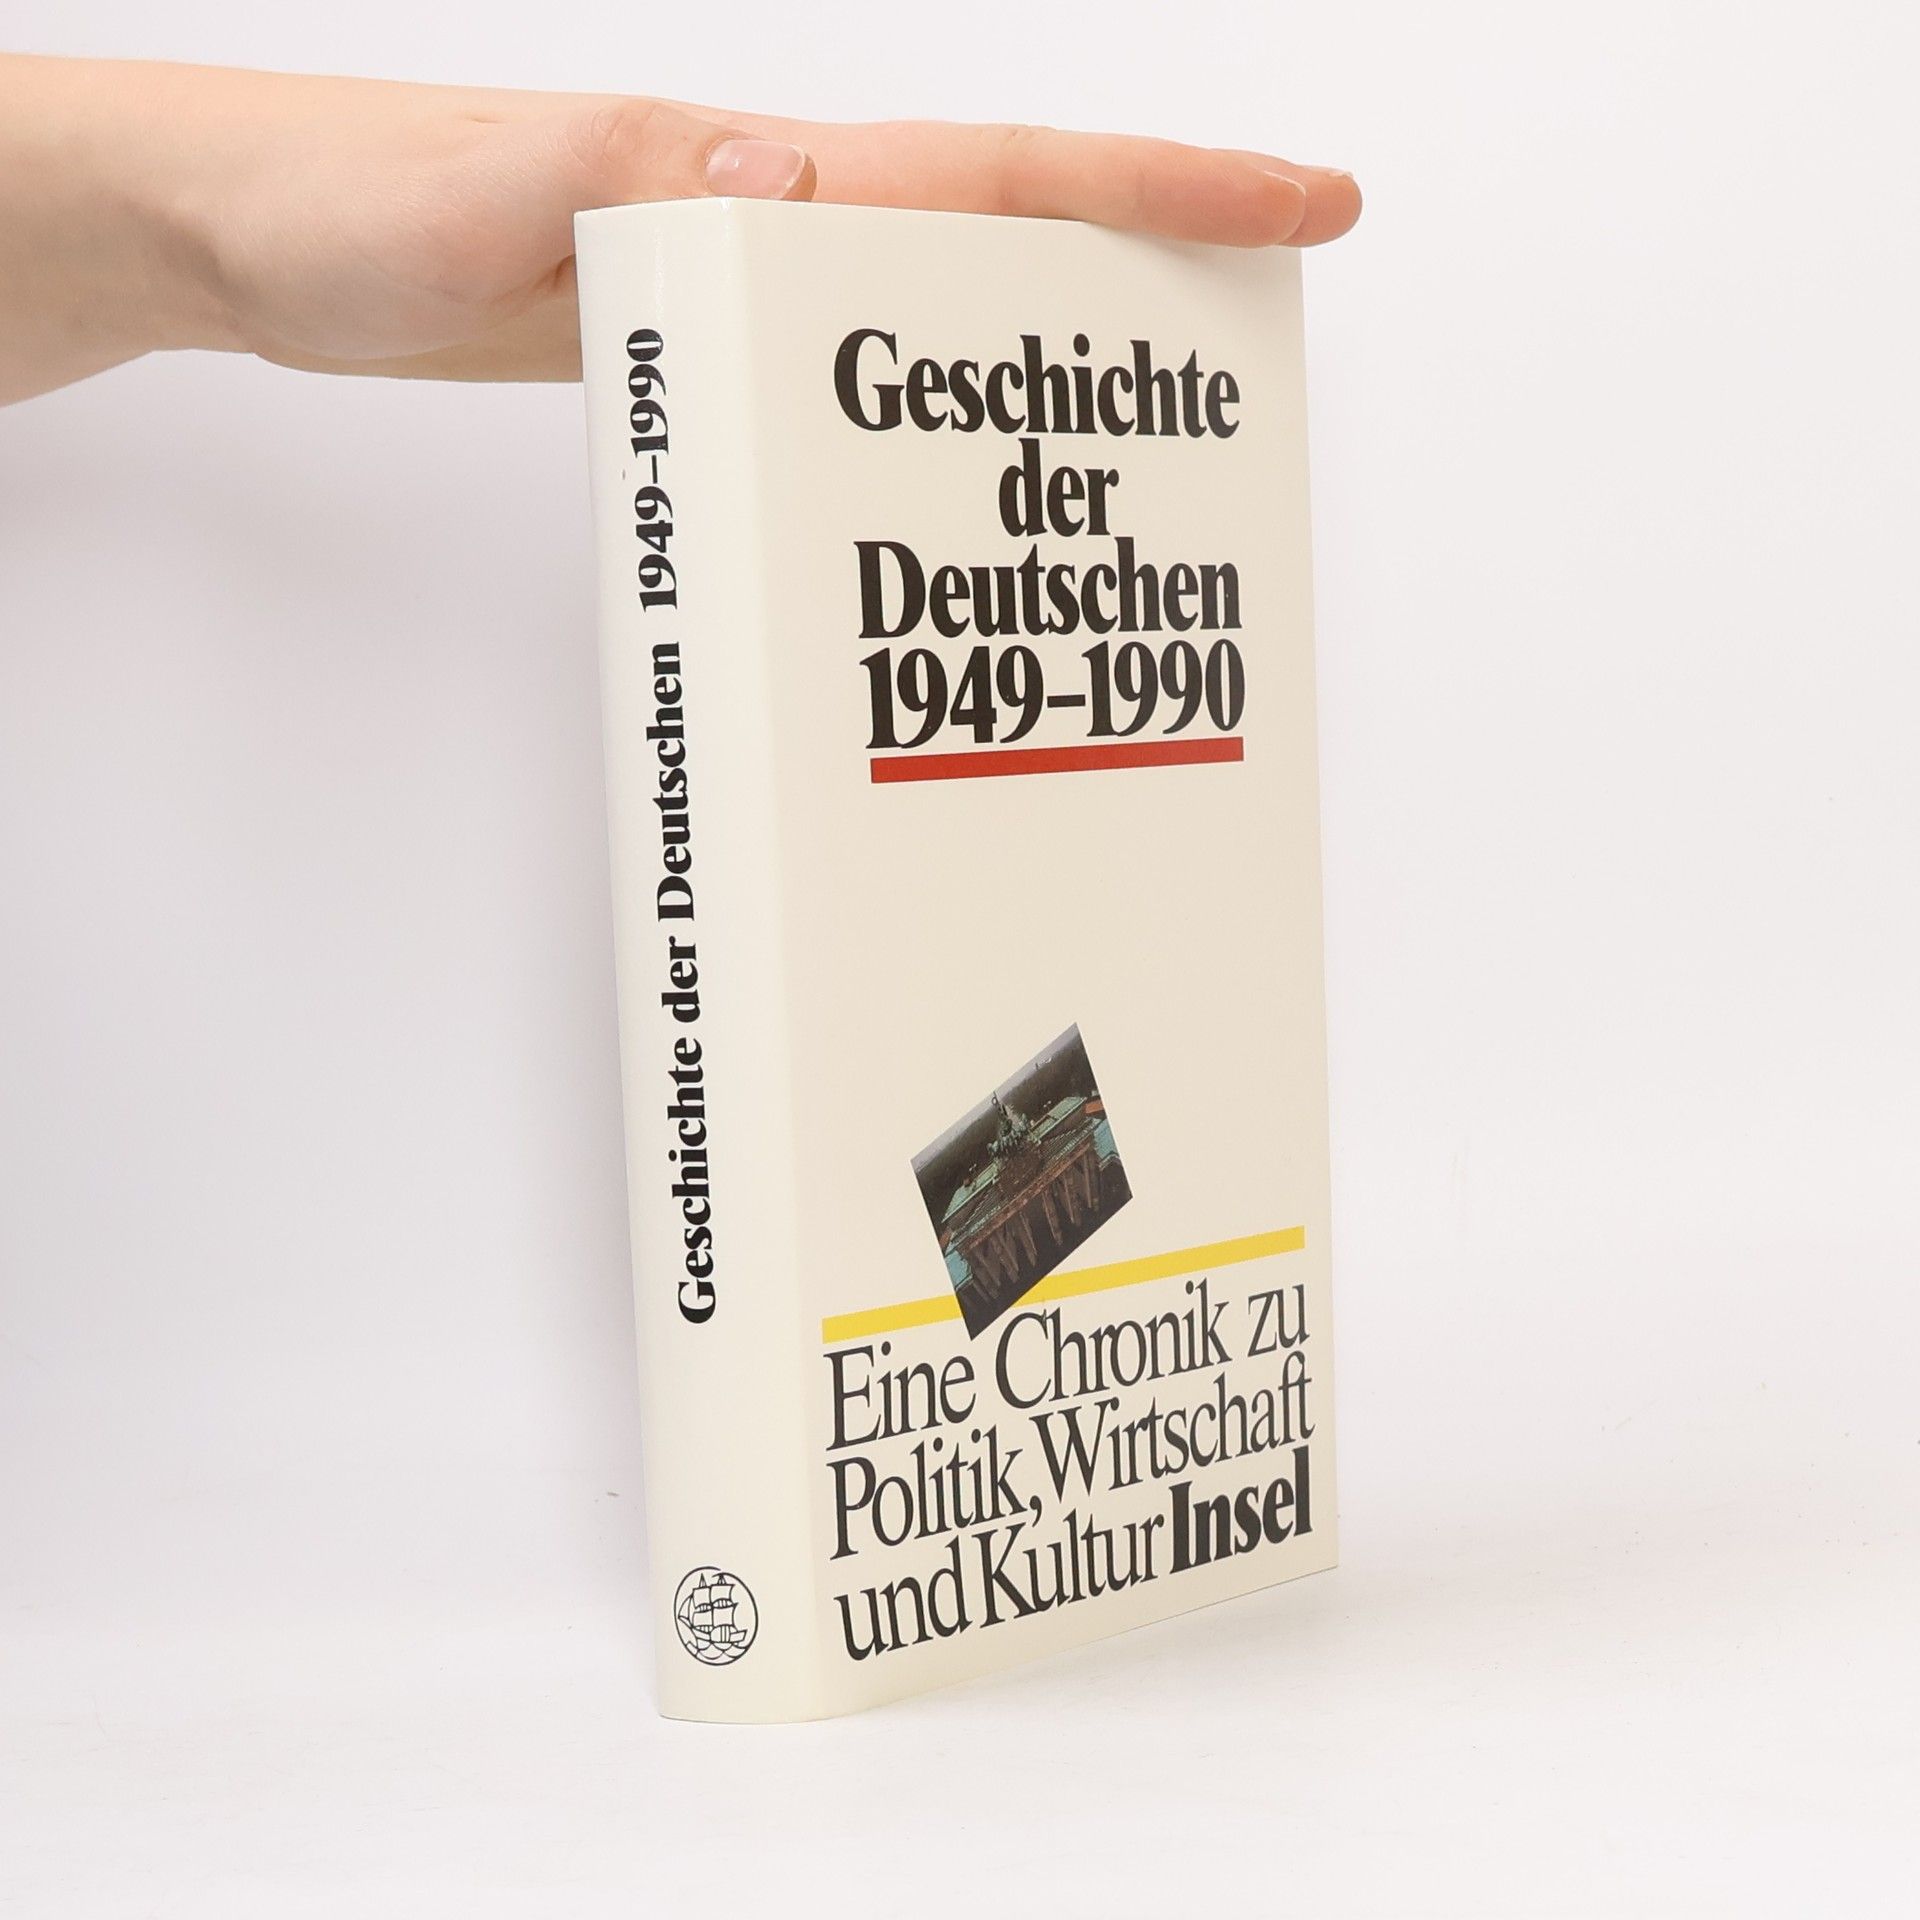 Geschichte der Deutschen 1949–1990
Geschichte
der
Deutschen
1949–1990
Eine Chronik zu
Politik, Wirtschaft
und Kultur Insel